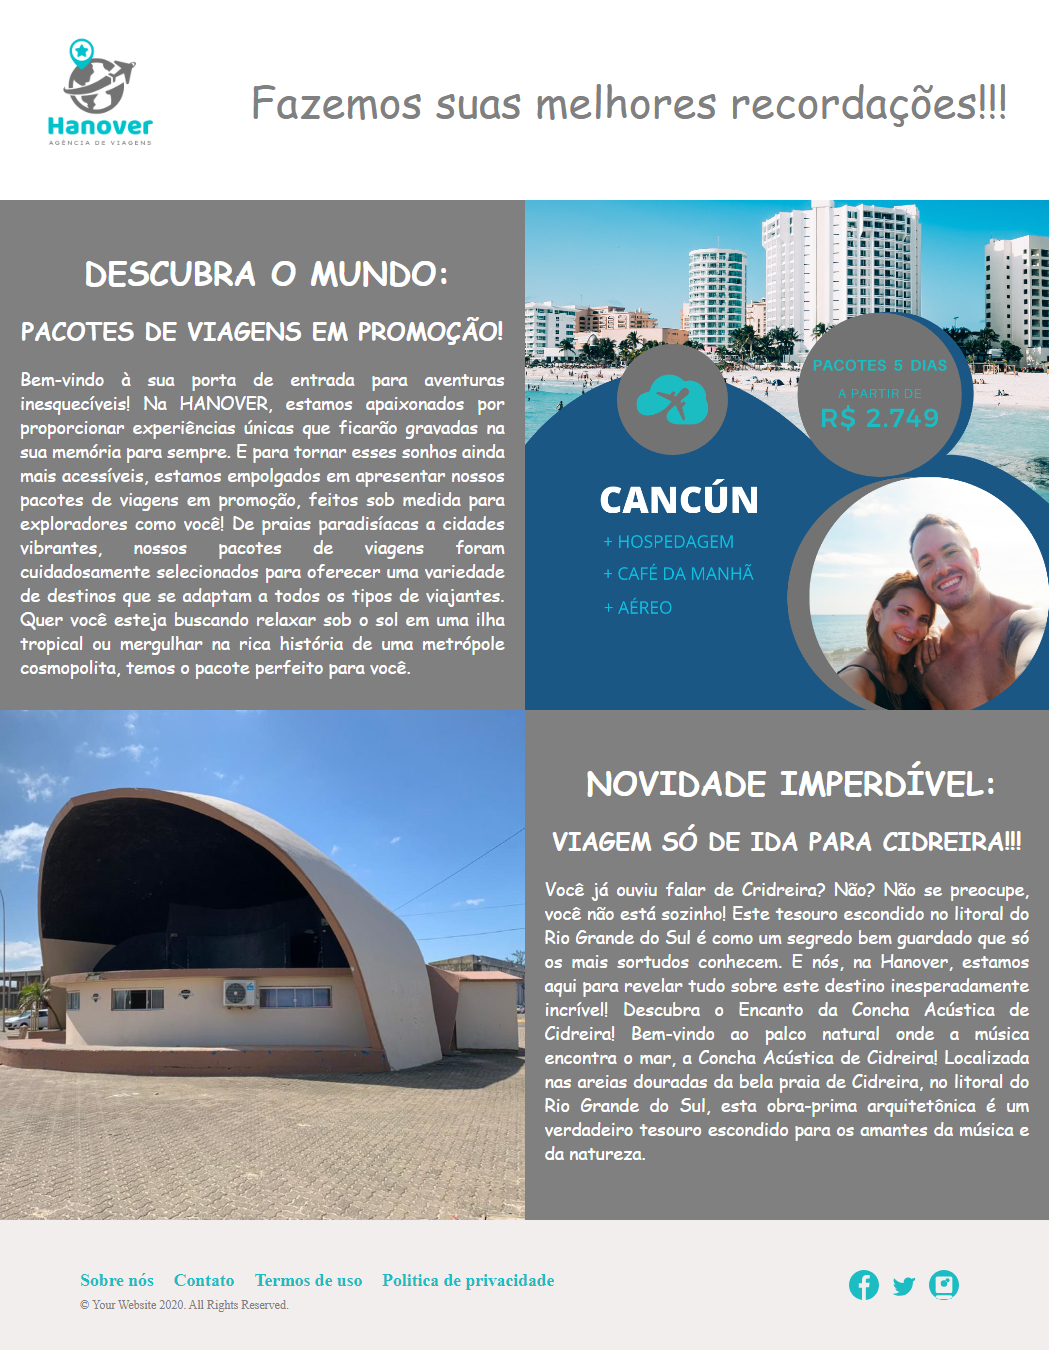 Hanover
AGÊNCIA DE VIAGENS
Fazemos suas melhores recordações!!!
DESCUBRA O MUNDO:
PACOTES DE VIAGENS EM PROMOÇÃO!
Bem-vindo à sua porta de entrada para aventuras
inesquecíveis! Na HANOVER, estamos apaixonados por
proporcionar experiências únicas que ficarão gravadas na
sua memória para sempre. E para tornar esses sonhos ainda
mais acessíveis, estamos empolgados em apresentar nossos
pacotes de viagens em promoção, feitos sob medida para
exploradores como você! De praias paradisíacas a cidades
vibrantes, nossos pacotes de viagens foram
cuidadosamente selecionados para oferecer uma variedade
de destinos que se adaptam a todos os tipos de viajantes.
Quer você esteja buscando relaxar sob o sol em uma ilha
tropical ou mergulhar na rica história de uma metrópole
cosmopolita, temos o pacote perfeito para você.
PACOTES 5 DIAS
A PARTIR DE
R$ 2.749
CANCÚN
+ HOSPEDAGEM
+ CAFÉ DA MANHÃ
+ AÉREO
NOVIDADE IMPERDÍVEL:
VIAGEM SÓ DE IDA PARA CIDREIRA!!!
Você já ouviu falar de Cridreira? Não? Não se preocupe,
você não está sozinho! Este tesouro escondido no litoral do
Rio Grande do Sul é como um segredo bem guardado que só
os mais sortudos conhecem. E nós, na Hanover, estamos
aqui para revelar tudo sobre este destino inesperadamente
incrível! Descubra o Encanto da Concha Acústica de
Cidreira! Bem-vindo ao palco natural onde a música
encontra o mar, a Concha Acústica de Cidreira! Localizada
nas areias douradas da bela praia de Cidreira, no litoral do
Rio Grande do Sul, esta obra-prima arquitetônica é um
verdadeiro tesouro escondido para os amantes da música e
da natureza.
Sobre nós Contato Termos de uso Politica de privacidade
© Your Website 2020. All Rights Reserved.